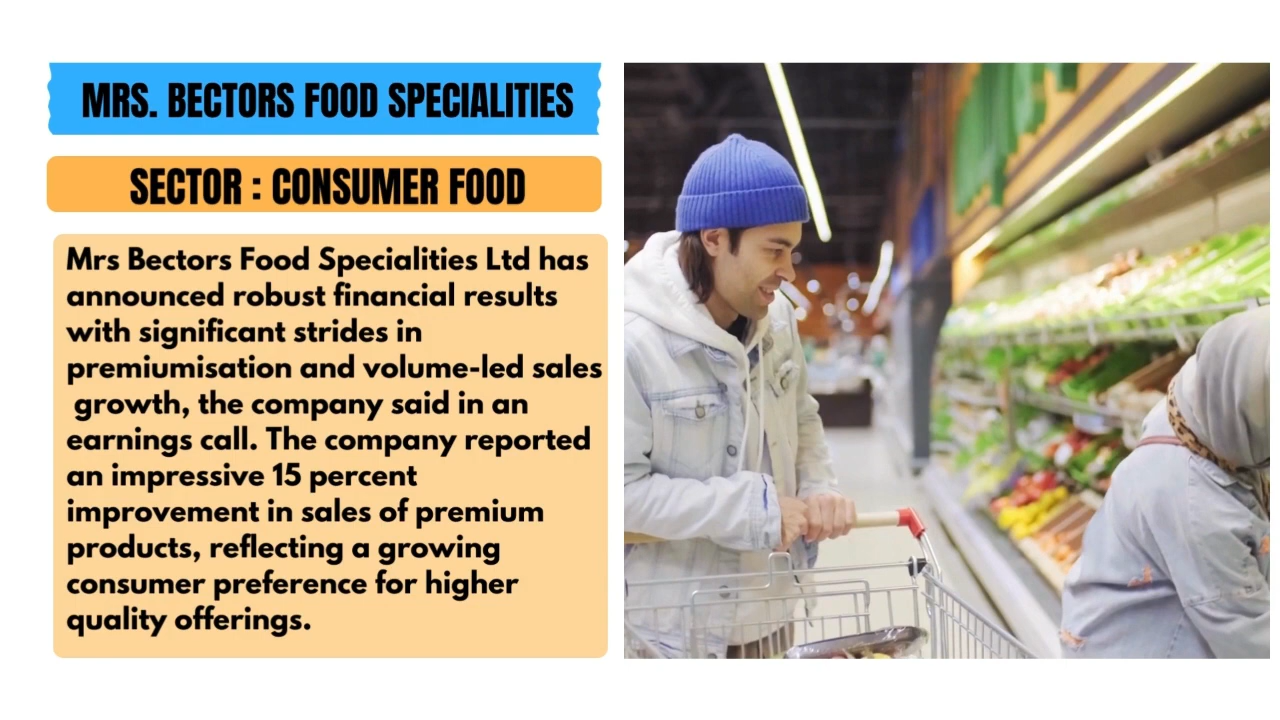 MRS. BECTORS FOOD SPECIALITIES
SECTOR : CONSUMER FOOD
Mrs Bectors Food Specialities Ltd has
announced robust financial results
with significant strides in
premiumisation and volume-led sales
growth, the company said in an
earnings call. The company reported
an impressive 15 percent
improvement in sales of premium
products, reflecting a growing
consumer preference for higher
quality offerings.